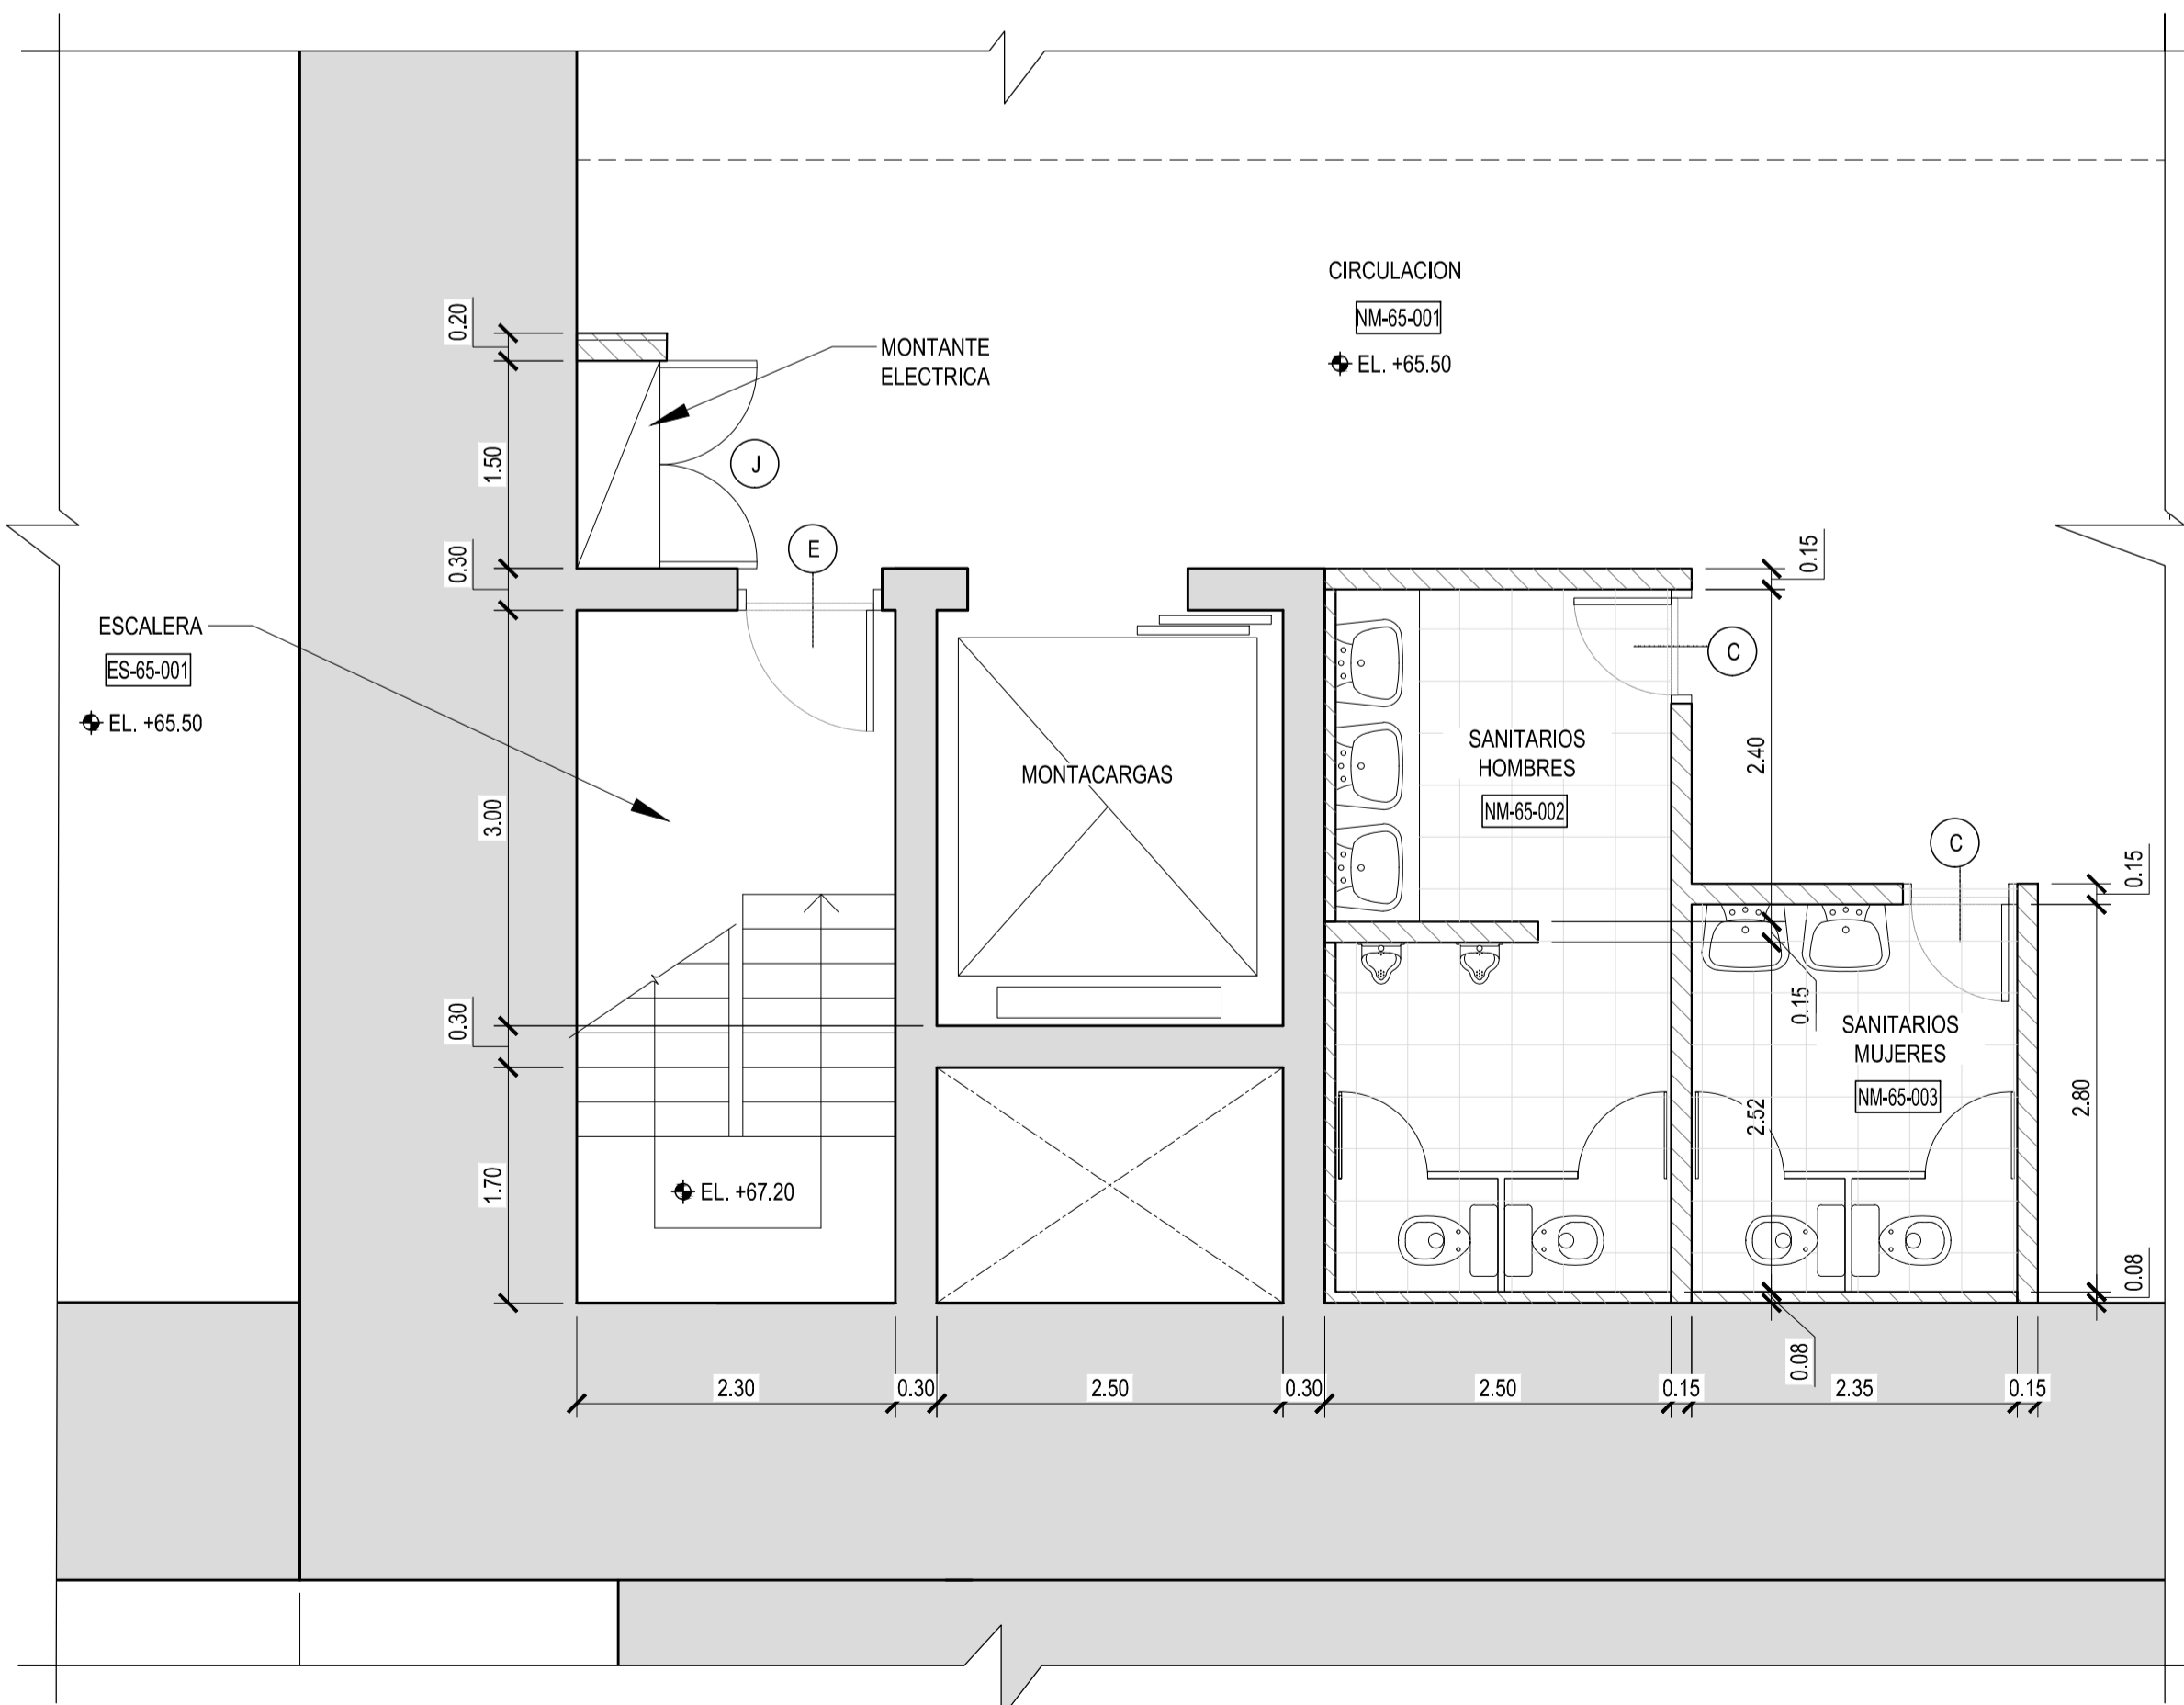 CIRCULACION
NM-65-001
EL. +65.50
0.20
MONTANTE
ELECTRICA
1.50
J
E
0.30
0.15
ESCALERA
ES-65-001
EL. +65.50
C
SANITARIOS
HOMBRES
NM-65-002
2.40
MONTACARGAS
3.00
C
0.15
0.30
0.15
SANITARIOS
MUJERES
NM-65-003
2.52
2.80
1.70
EL. +67.20
0.08
0.08
2.30
0.30
2.50
0.30
2.50
0.15
2.35
0.15